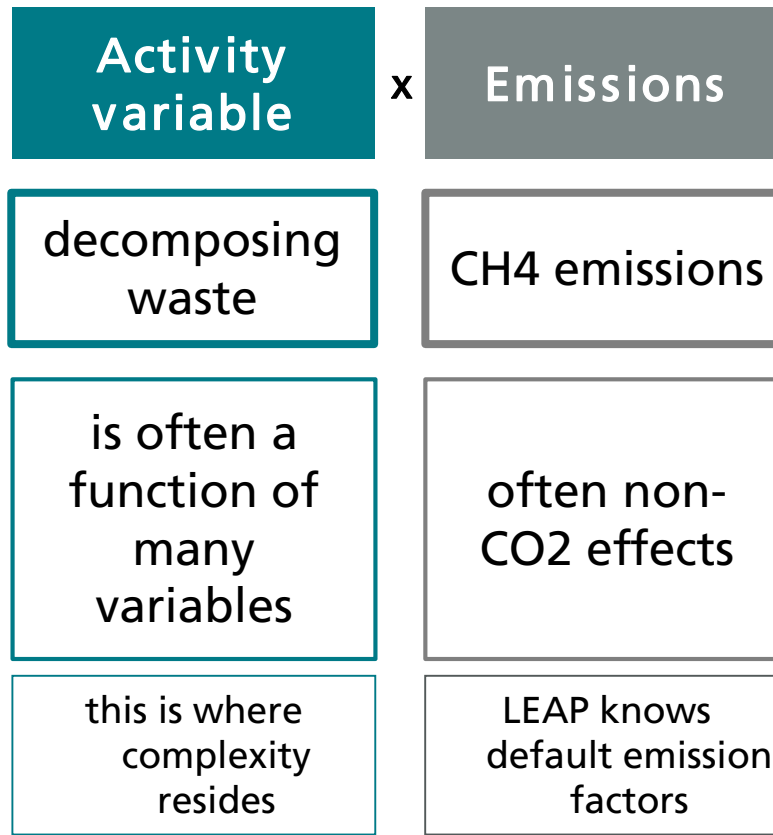 Activity
variable
x
Emissions
decomposing
waste
CH4 emissions
is often a
function of
many
variables
often non-
CO2 effects
this is where
complexity
resides
LEAP knows
default emission
factors